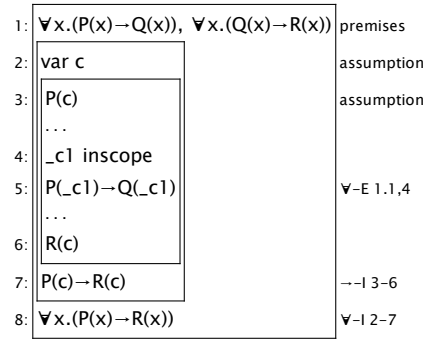 1: ∀x.(P(x)→Q(x)), ∀x.(Q(x)→R(x)) premises
2: var c assumption
3: P(c) assumption
...
4: _c1 inscope
5: P(_c1)→Q(_c1) ∀-E 1.1,4
...
6: R(c)
7: P(c)→R(c) →-I 3-6
8: ∀x.(P(x)→R(x)) ∀-I 2-7